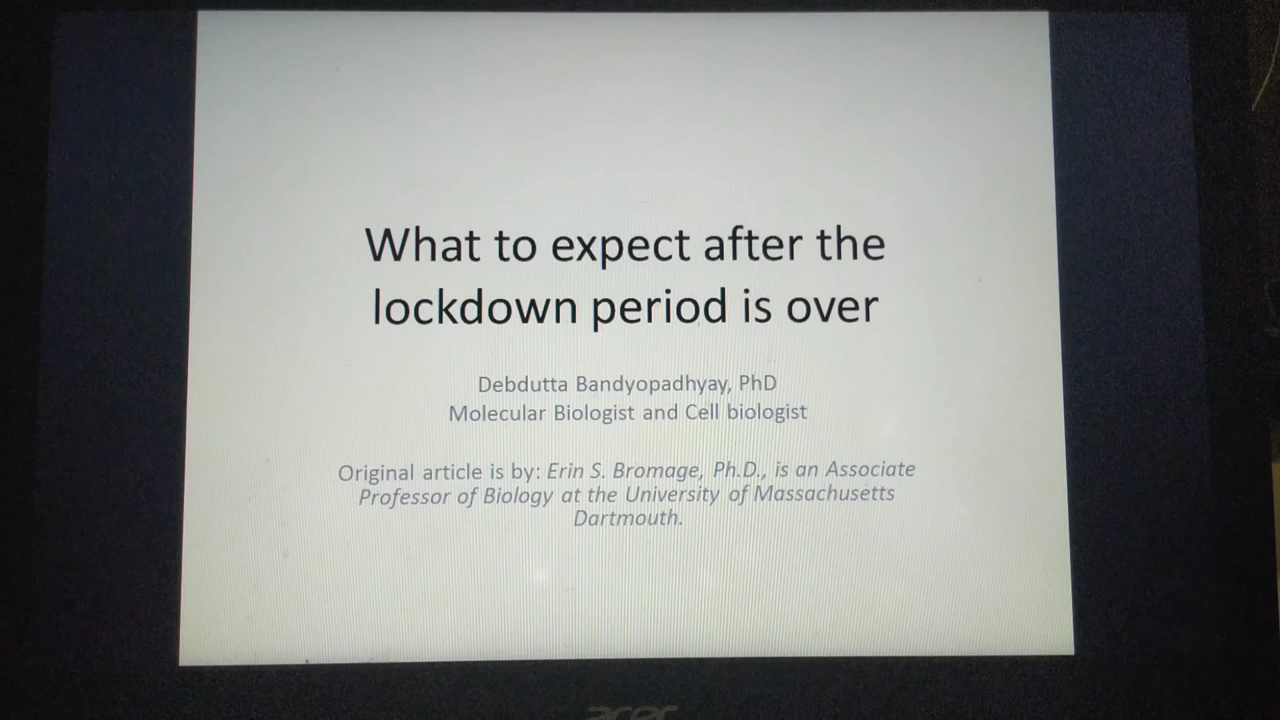 What to expect after the
lockdown period is over
Debdutta Bandyopadhyay, PhD
Molecular Biologist and Cell biologist
Original article is by: Erin S. Bromage, Ph.D., is an Associate
Professor of Biology at the University of Massachusetts
Dartmouth.
acer